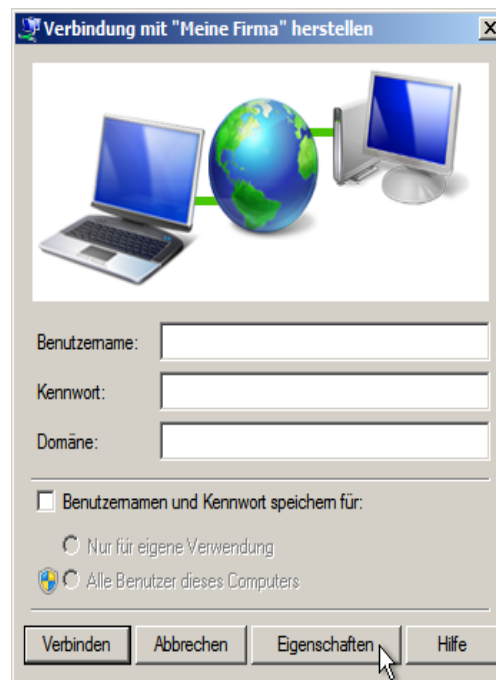 Verbindung mit "Meine Firma" herstellen
Benutzername:
Kennwort:
Domäne:
Benutzernamen und Kennwort speichern für:
Nur für eigene Verwendung
Alle Benutzer dieses Computers
Verbinden Abbrechen Eigenschaften Hilfe